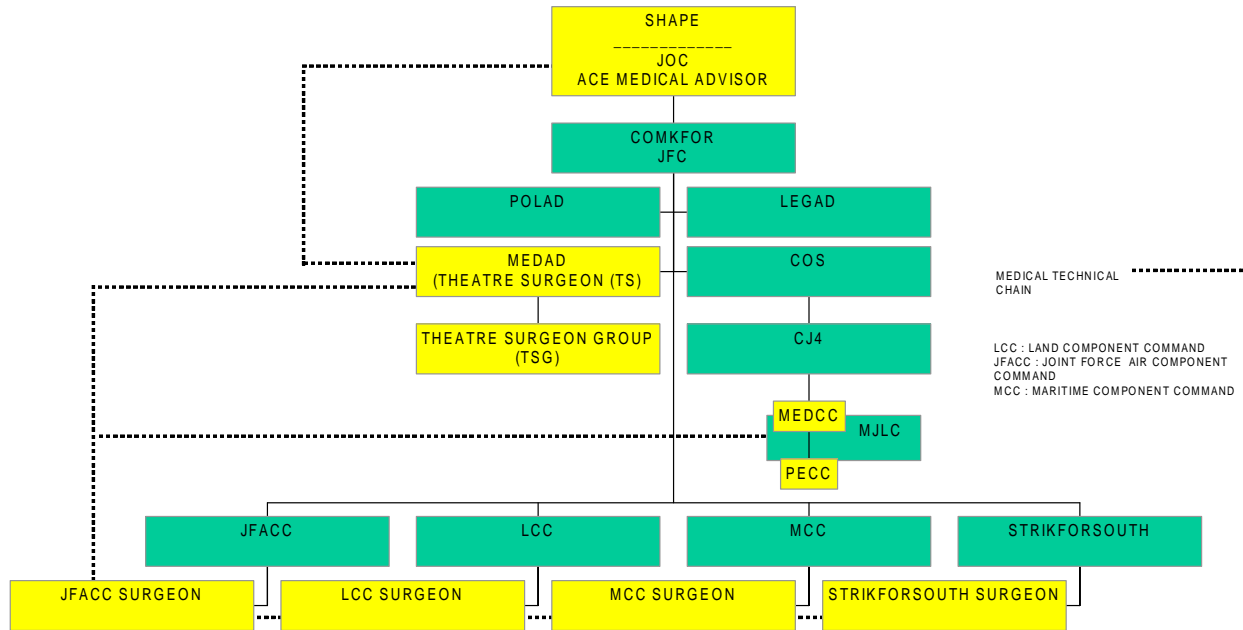 SHAPE
_____________
JOC
ACE MEDICAL ADVISOR
COMKFOR
JFC
POLAD
LEGAD
MEDAD
(THEATRE SURGEON (TS)
COS
MEDICAL TECHNICAL
CHAIN
THEATRE SURGEON GROUP
(TSG)
CJ4
LCC : LAND COMPONENT COMMAND
JFACC : JOINT FORCE AIR COMPONENT
COMMAND
MCC : MARITIME COMPONENT COMMAND
MEDCC
MJLC
PECC
JFACC
LCC
MCC
STRIKFORSOUTH
JFACC SURGEON
LCC SURGEON
MCC SURGEON
STRIKFORSOUTH SURGEON